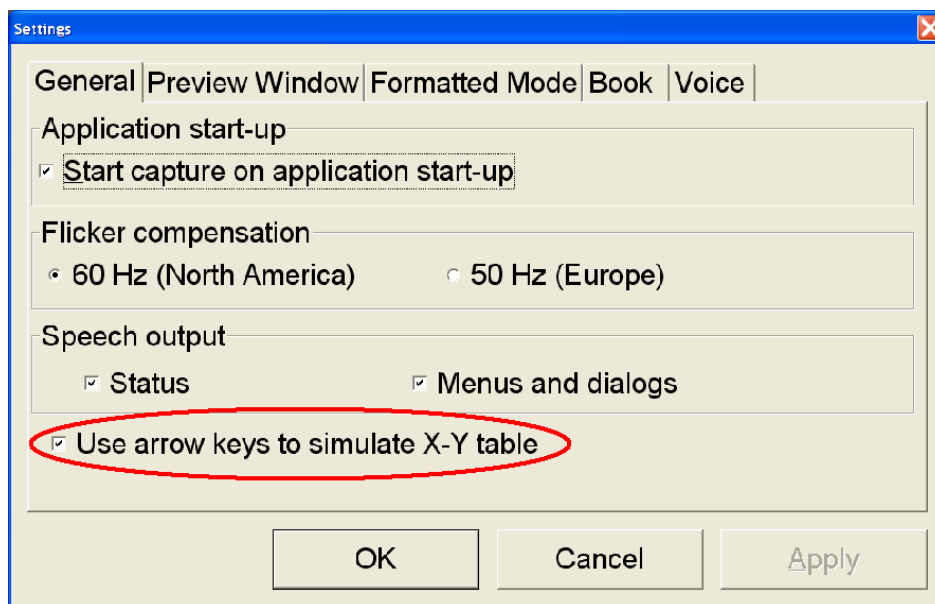 Settings
General Preview Window Formatted Mode Book Voice
Application start-up
Start capture on application start-up
Flicker compensation
60 Hz (North America) 50 Hz (Europe)
Speech output
Status Menus and dialogs
Use arrow keys to simulate X-Y table
OK Cancel Apply